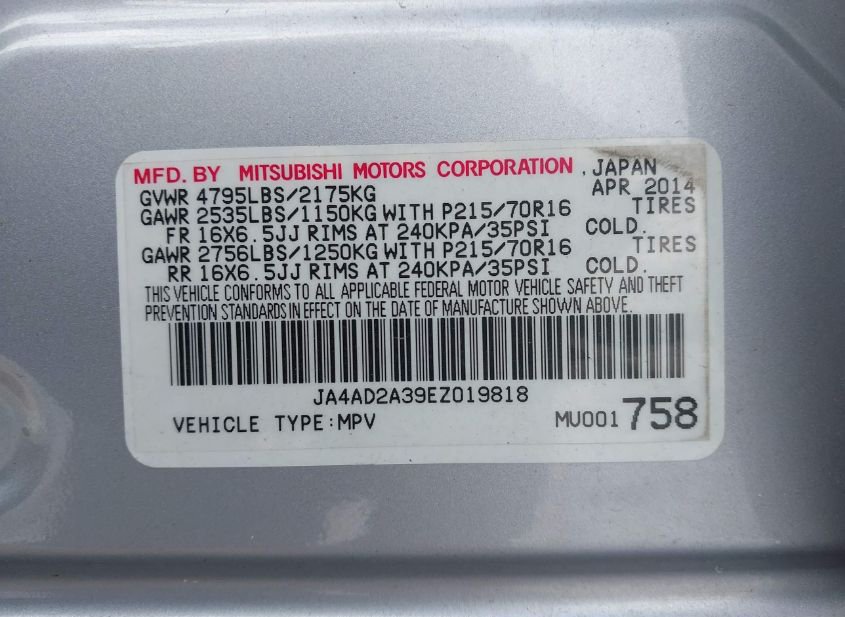 MFD. BY MITSUBISHI MOTORS CORPORATION , JAPAN
GVWR 4795LBS/2175KG APR 2014
GAWR 2535LBS/1150KG WITH P215/70R16 TIRES
FR 16X6.5JJ RIMS AT 240KPA/35PSI COLD.
GAWR 2756LBS/1250KG WITH P215/70R16 TIRES
RR 16X6.5JJ RIMS AT 240KPA/35PSI COLD.
THIS VEHICLE CONFORMS TO ALL APPLICABLE FEDERAL MOTOR VEHICLE SAFETY AND THEFT
PREVENTION STANDARDS IN EFFECT ON THE DATE OF MANUFACTURE SHOWN ABOVE.
JA4AD2A39EZ019818
VEHICLE TYPE:MPV MU001 758